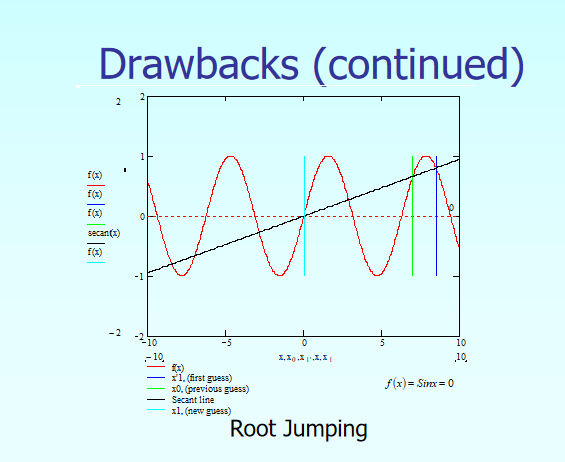 Drawbacks (continued)
2
2
f(x)
f(x)
f(x)
secant(x)
f(x)
− 2
1
0
−1
−2
0
−10
−5
0
5
10
−10,
10,
x, x₀, x₁', x, x₁
f(x)
x'1, (first guess)
x0, (previous guess)
Secant line
x1, (new guess)
f(x)=Sinx=0
Root Jumping